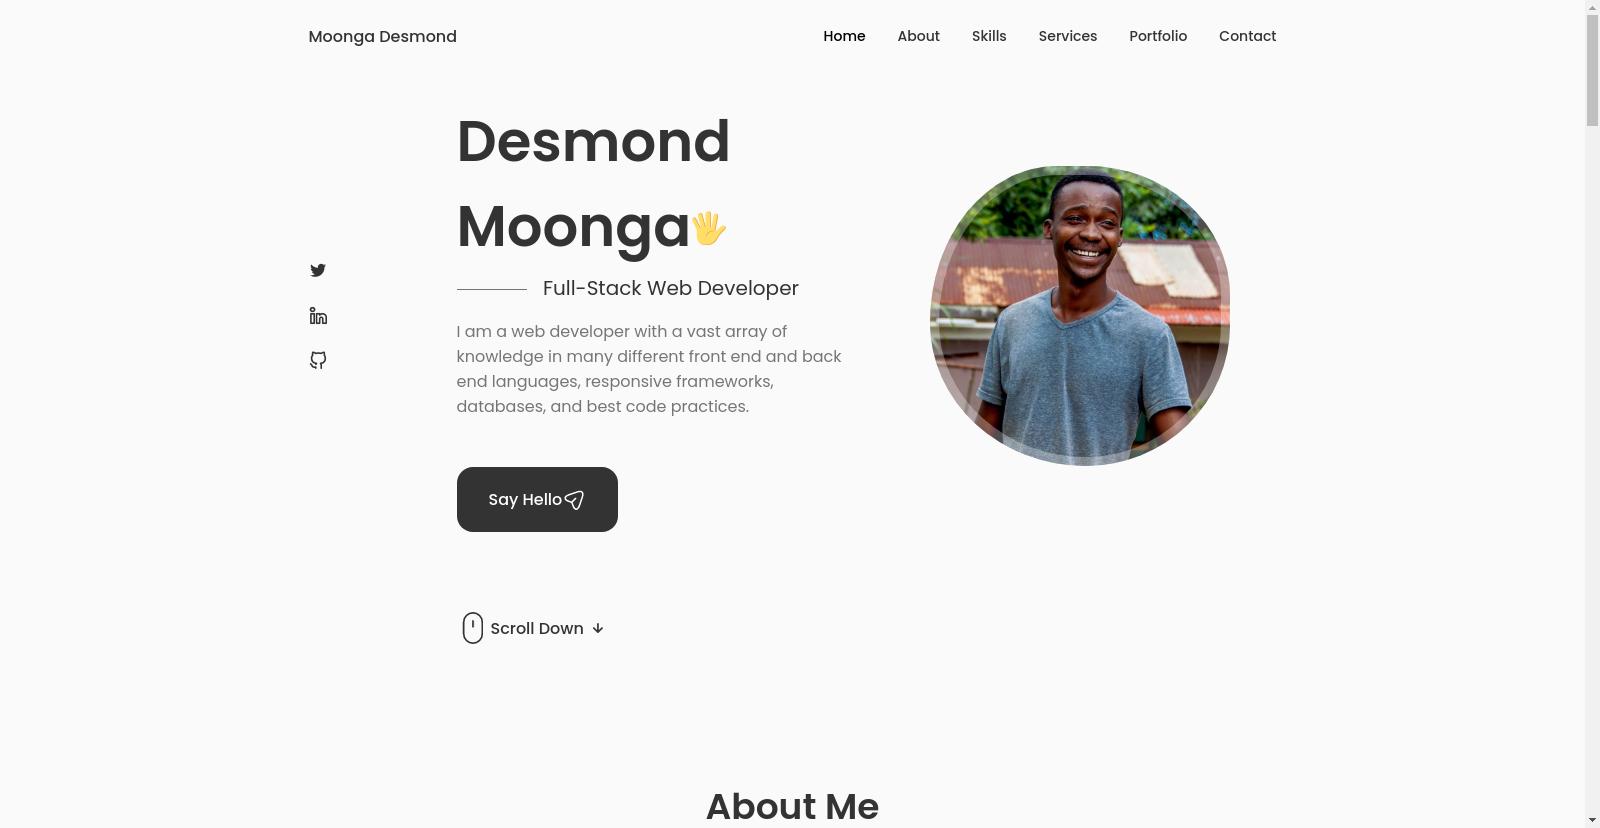 Moonga Desmond
Home About Skills Services Portfolio Contact
Desmond
Moonga🖐
Full-Stack Web Developer
I am a web developer with a vast array of
knowledge in many different front end and back
end languages, responsive frameworks,
databases, and best code practices.
Say Hello
Scroll Down
About Me